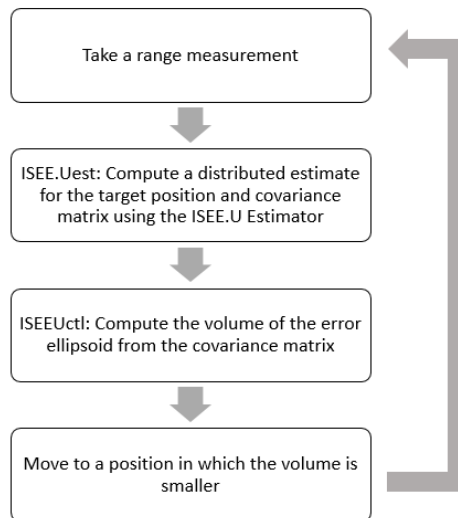 Take a range measurement
ISEE.Uest: Compute a distributed estimate
for the target position and covariance
matrix using the ISEE.U Estimator
ISEEUctl: Compute the volume of the error
ellipsoid from the covariance matrix
Move to a position in which the volume is
smaller